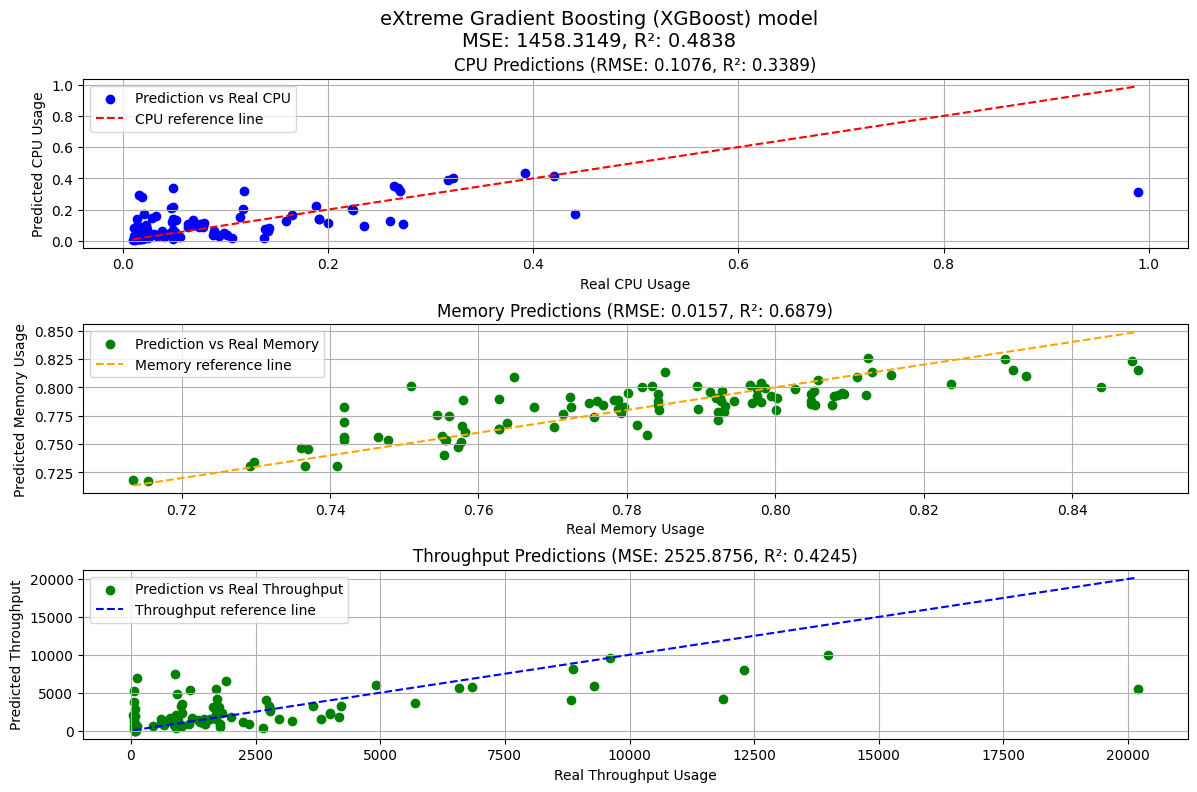 eXtreme Gradient Boosting (XGBoost) model
MSE: 1458.3149, R²: 0.4838
CPU Predictions (RMSE: 0.1076, R²: 0.3389)
Predicted CPU Usage
1.0
0.8
0.6
0.4
0.2
0.0
Prediction vs Real CPU
CPU reference line
0.0 0.2 0.4 0.6 0.8 1.0
Real CPU Usage
Memory Predictions (RMSE: 0.0157, R²: 0.6879)
Predicted Memory Usage
0.850
0.825
0.800
0.775
0.750
0.725
Prediction vs Real Memory
Memory reference line
0.72 0.74 0.76 0.78 0.80 0.82 0.84
Real Memory Usage
Throughput Predictions (MSE: 2525.8756, R²: 0.4245)
Predicted Throughput
20000
15000
10000
5000
0
Prediction vs Real Throughput
Throughput reference line
0 2500 5000 7500 10000 12500 15000 17500 20000
Real Throughput Usage